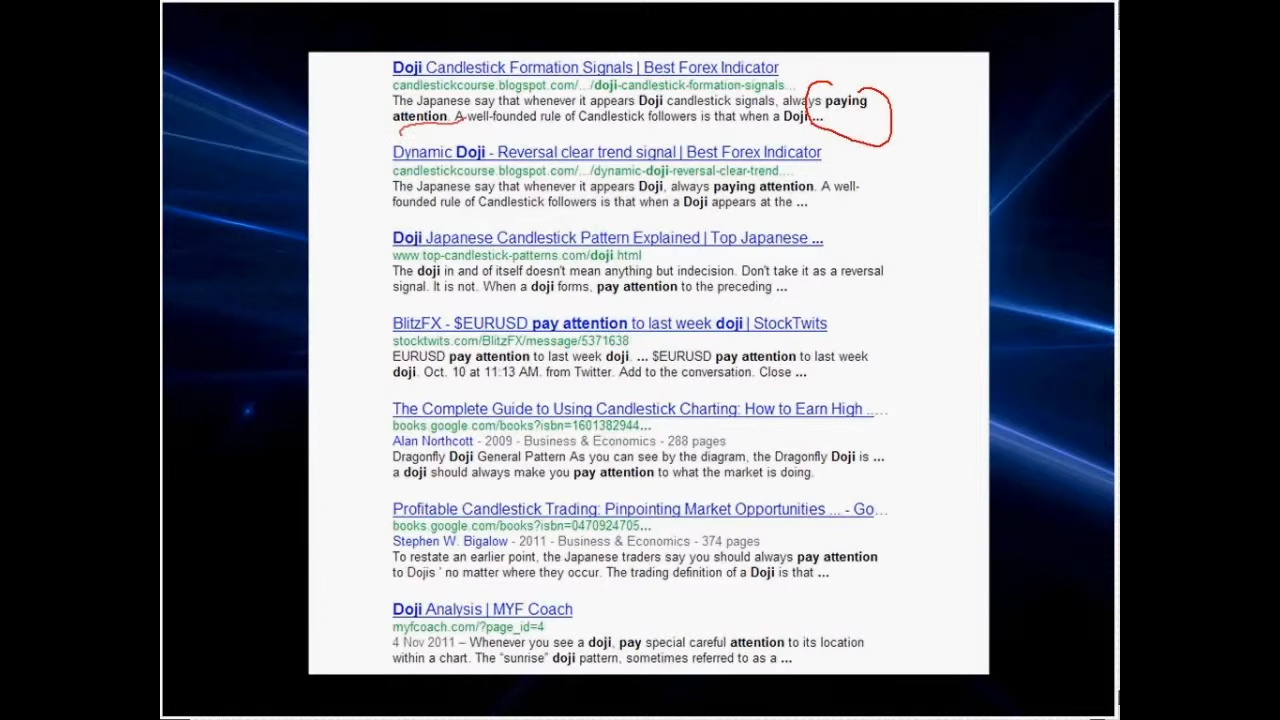 Doji Candlestick Formation Signals | Best Forex Indicator
candlestickcourse.blogspot.com/.../doji-candlestick-formation-signals...
The Japanese say that whenever it appears Doji candlestick signals, always paying
attention. A well-founded rule of Candlestick followers is that when a Doji ...
Dynamic Doji - Reversal clear trend signal | Best Forex Indicator
candlestickcourse.blogspot.com/.../dynamic-doji-reversal-clear-trend....
The Japanese say that whenever it appears Doji, always paying attention. A well-
founded rule of Candlestick followers is that when a Doji appears at the ...
Doji Japanese Candlestick Pattern Explained | Top Japanese ...
www.top-candlestick-patterns.com/doji.html
The doji in and of itself doesn't mean anything but indecision. Don't take it as a reversal
signal. It is not. When a doji forms, pay attention to the preceding ...
BlitzFX - $EURUSD pay attention to last week doji | StockTwits
stocktwits.com/BlitzFX/message/5371638
EURUSD pay attention to last week doji. ... $EURUSD pay attention to last week
doji. Oct. 10 at 11:13 AM. from Twitter. Add to the conversation. Close ...
The Complete Guide to Using Candlestick Charting: How to Earn High .....
books.google.com/books?isbn=1601382944...
Alan Northcott - 2009 - Business & Economics - 288 pages
Dragonfly Doji General Pattern As you can see by the diagram, the Dragonfly Doji is ...
a doji should always make you pay attention to what the market is doing.
Profitable Candlestick Trading: Pinpointing Market Opportunities ... - Go...
books.google.com/books?isbn=0470924705...
Stephen W. Bigalow - 2011 - Business & Economics - 374 pages
To restate an earlier point, the Japanese traders say you should always pay attention
to Dojis ' no matter where they occur. The trading definition of a Doji is that ...
Doji Analysis | MYF Coach
myfcoach.com/?page_id=4
4 Nov 2011 – Whenever you see a doji, pay special careful attention to its location
within a chart. The "sunrise" doji pattern, sometimes referred to as a ...